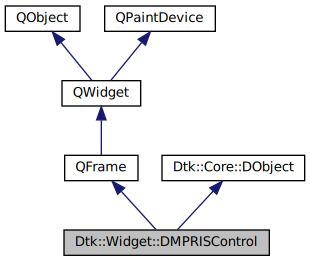 QObject
QPaintDevice
QWidget
QFrame
Dtk::Core::DObject
Dtk::Widget::DMPRISControl